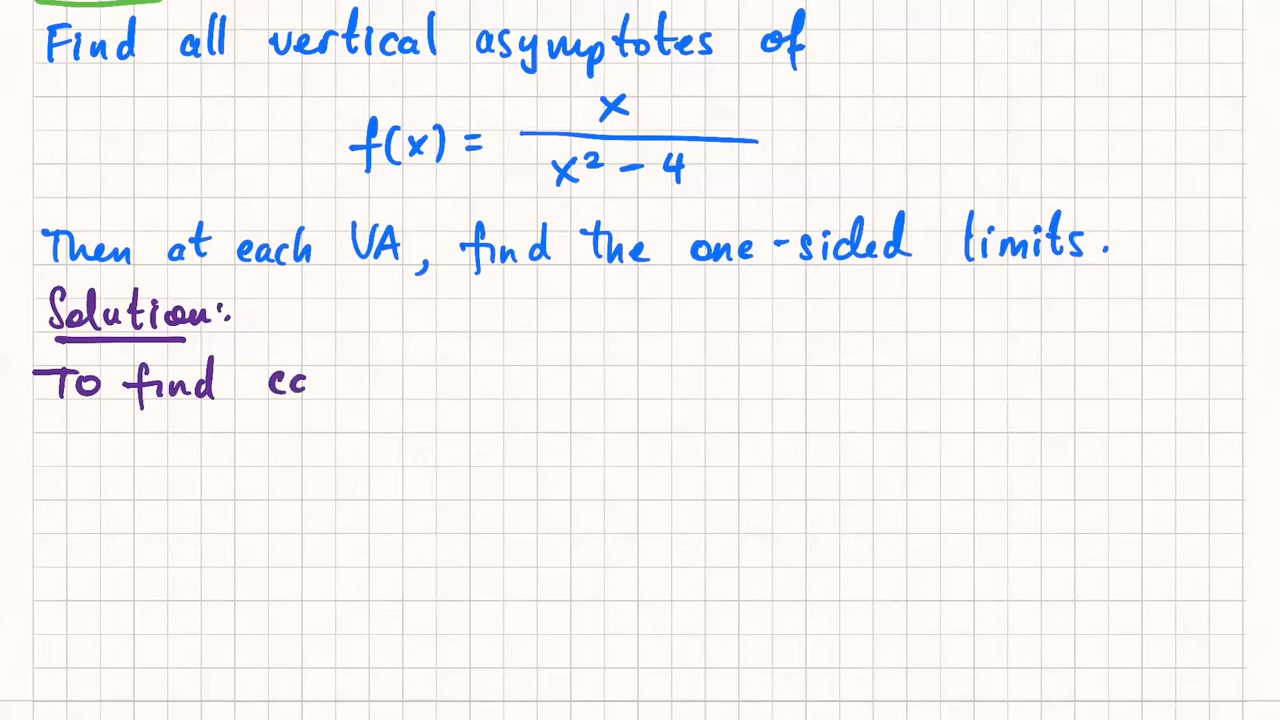 Find all vertical asymptotes of
f(x) = x / (x² - 4)
Then at each VA, find the one-sided limits.
Solution:
To find